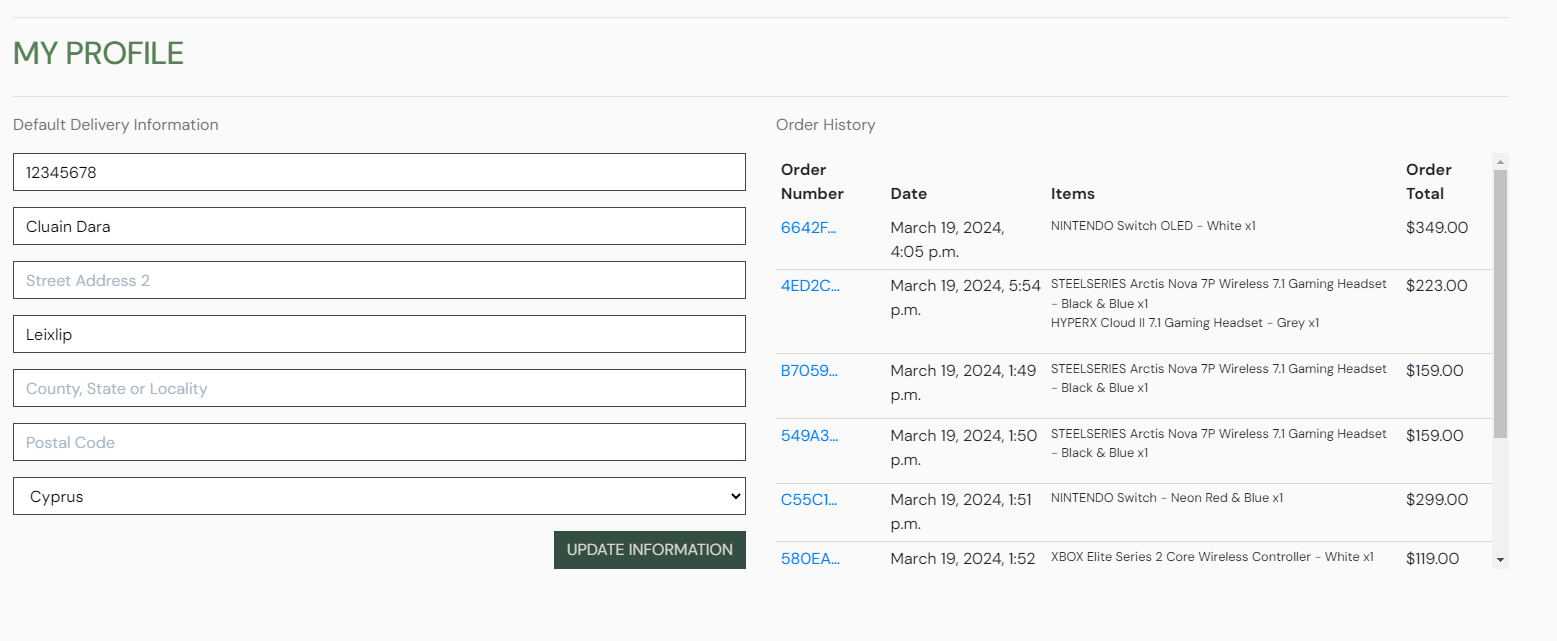 MY PROFILE
Default Delivery Information
12345678
Cluain Dara
Street Address 2
Leixlip
County, State or Locality
Postal Code
Cyprus
UPDATE INFORMATION
Order History
Order Number Date Items Order Total
6642F... March 19, 2024, 4:05 p.m. NINTENDO Switch OLED - White x1 $349.00
4ED2C... March 19, 2024, 5:54 p.m. STEELSERIES Arctis Nova 7P Wireless 7.1 Gaming Headset - Black & Blue x1
HYPERX Cloud II 7.1 Gaming Headset - Grey x1 $223.00
B7059... March 19, 2024, 1:49 p.m. STEELSERIES Arctis Nova 7P Wireless 7.1 Gaming Headset - Black & Blue x1 $159.00
549A3... March 19, 2024, 1:50 p.m. STEELSERIES Arctis Nova 7P Wireless 7.1 Gaming Headset - Black & Blue x1 $159.00
C55C1... March 19, 2024, 1:51 p.m. NINTENDO Switch - Neon Red & Blue x1 $299.00
580EA... March 19, 2024, 1:52 XBOX Elite Series 2 Core Wireless Controller - White x1 $119.00